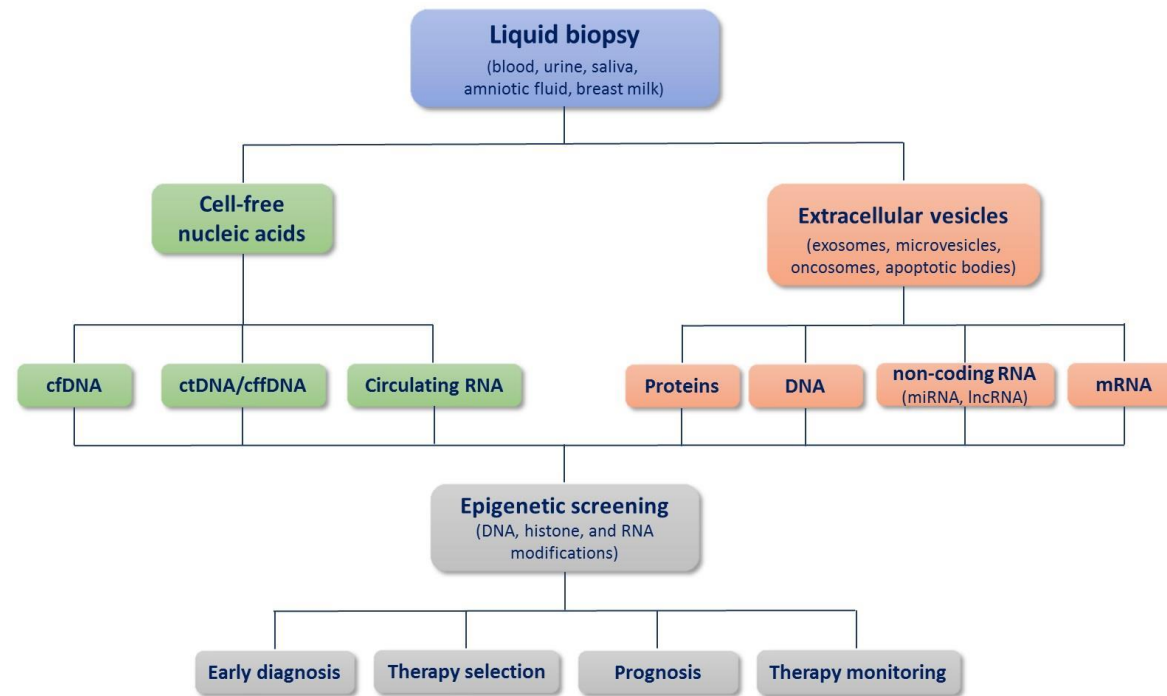 Liquid biopsy
(blood, urine, saliva,
amniotic fluid, breast milk)
Cell-free
nucleic acids
Extracellular vesicles
(exosomes, microvesicles,
oncosomes, apoptotic bodies)
cfDNA
ctDNA/cffDNA
Circulating RNA
Proteins
DNA
non-coding RNA
(miRNA, lncRNA)
mRNA
Epigenetic screening
(DNA, histone, and RNA
modifications)
Early diagnosis
Therapy selection
Prognosis
Therapy monitoring